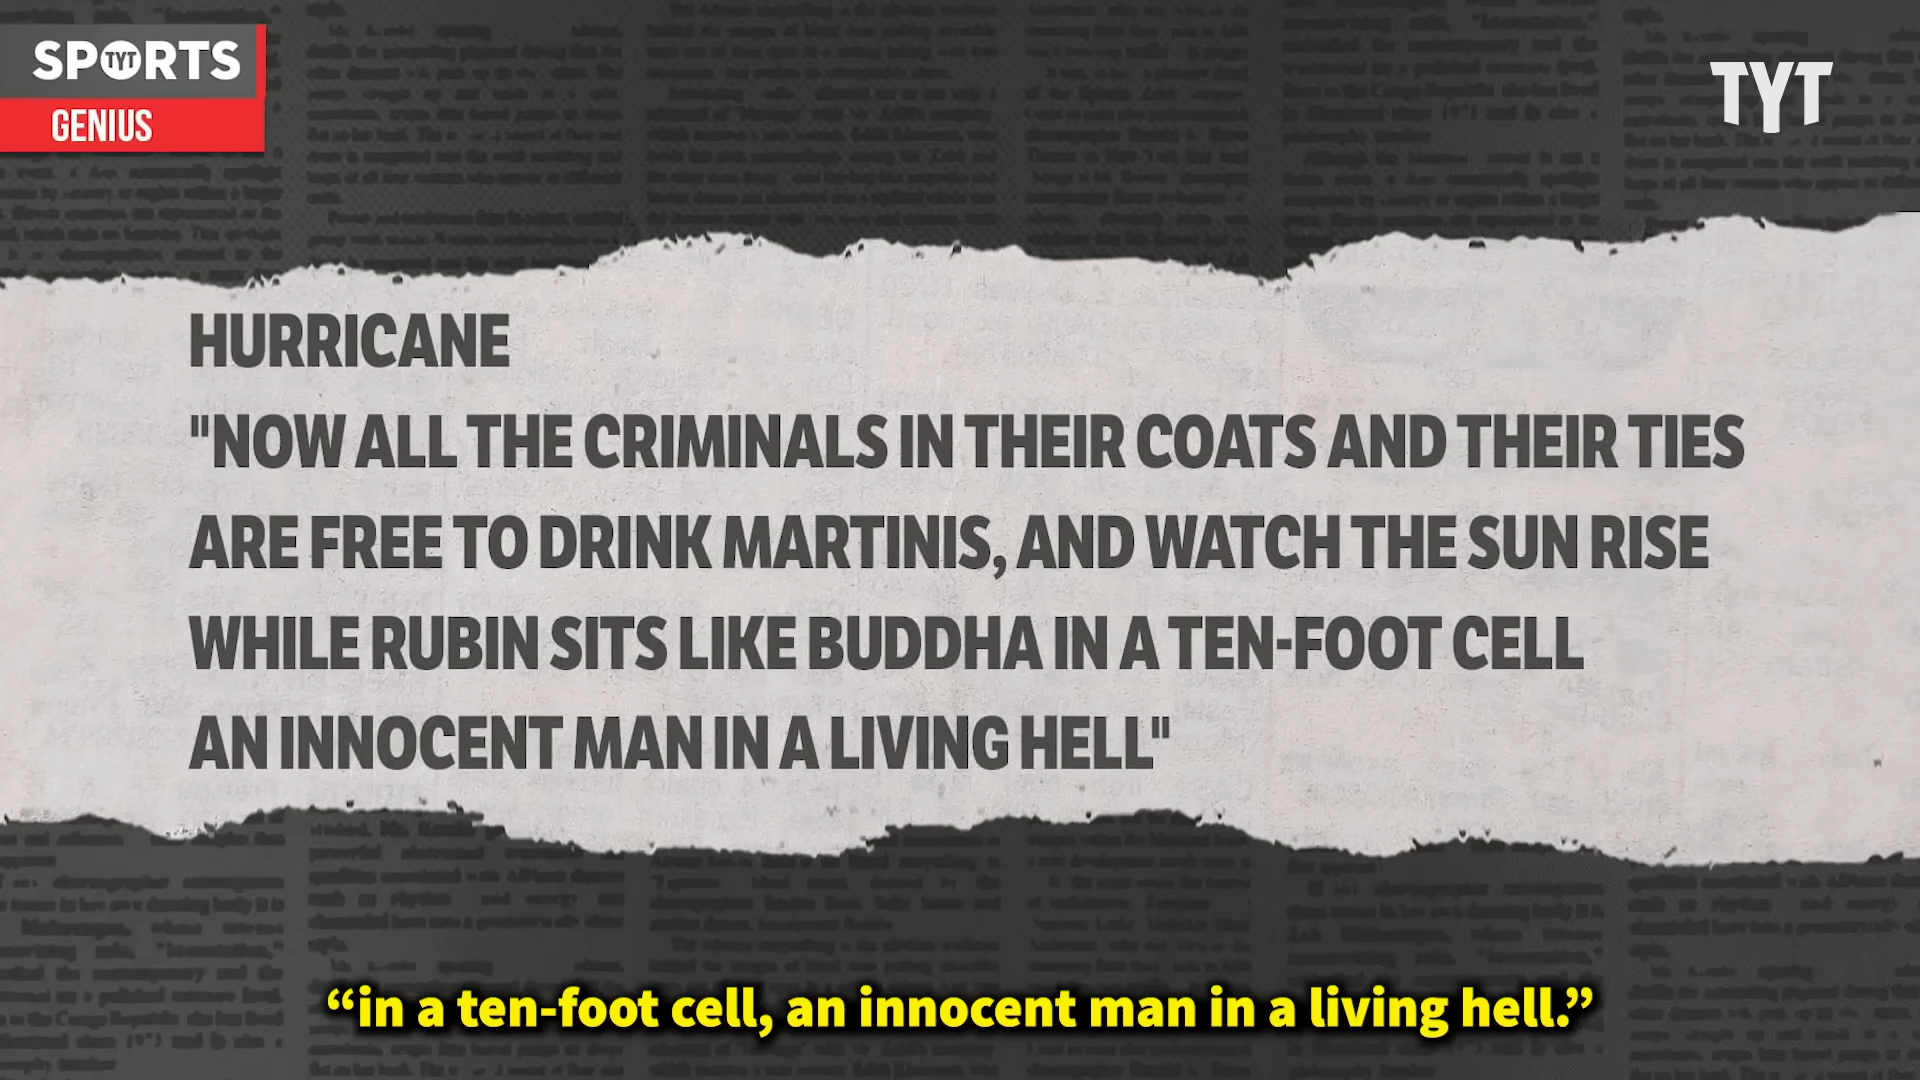 SPORTS
TYT
GENIUS
TYT
HURRICANE
"NOW ALL THE CRIMINALS IN THEIR COATS AND THEIR TIES
ARE FREE TO DRINK MARTINIS, AND WATCH THE SUN RISE
WHILE RUBIN SITS LIKE BUDDHA IN A TEN-FOOT CELL
AN INNOCENT MAN IN A LIVING HELL"
“in a ten-foot cell, an innocent man in a living hell.”